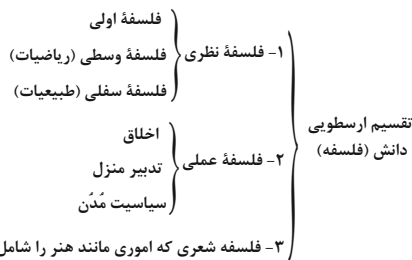 تقسیم ارسطویی
دانش (فلسفه)
۱- فلسفهٔ نظری
فلسفهٔ اولی
فلسفهٔ وسطی (ریاضیات)
فلسفهٔ سفلی (طبیعیات)
۲- فلسفهٔ عملی
اخلاق
تدبیر منزل
سیاسیت مُدُن
۳- فلسفه شعری که اموری مانند هنر را شامل